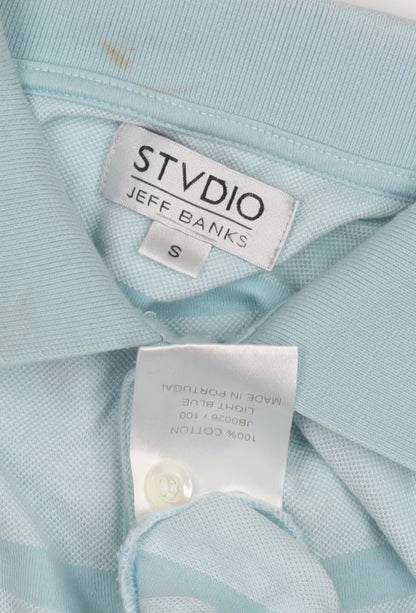 STVDIO
JEFF BANKS
S
100% COTTON
JB0026 / 100
LIGHT BLUE
MADE IN PORTUGAL